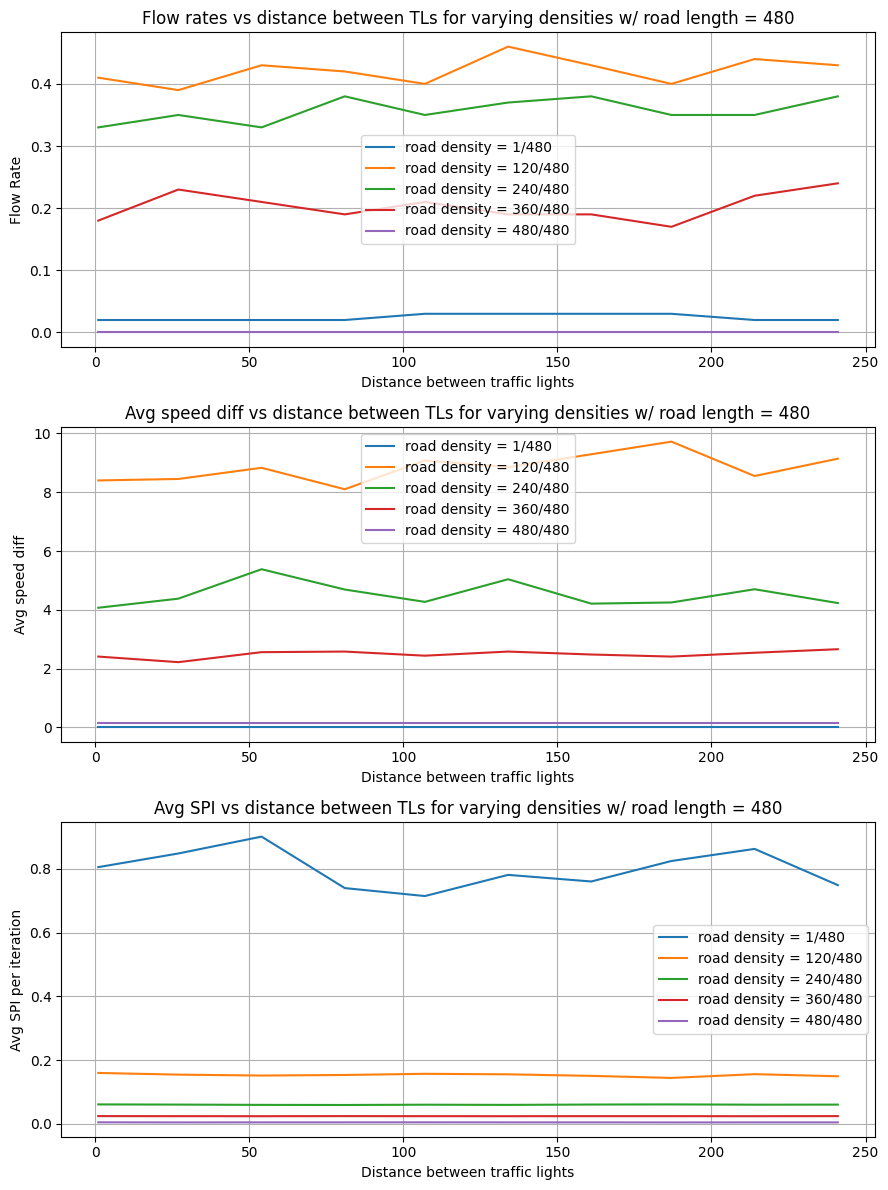 Flow rates vs distance between TLs for varying densities w/ road length = 480
Flow Rate
0.4
0.3
0.2
0.1
0.0
road density = 1/480
road density = 120/480
road density = 240/480
road density = 360/480
road density = 480/480
0 50 100 150 200 250
Distance between traffic lights
Avg speed diff vs distance between TLs for varying densities w/ road length = 480
Avg speed diff
10
8
6
4
2
0
road density = 1/480
road density = 120/480
road density = 240/480
road density = 360/480
road density = 480/480
0 50 100 150 200 250
Distance between traffic lights
Avg SPI vs distance between TLs for varying densities w/ road length = 480
Avg SPI per iteration
0.8
0.6
0.4
0.2
0.0
road density = 1/480
road density = 120/480
road density = 240/480
road density = 360/480
road density = 480/480
0 50 100 150 200 250
Distance between traffic lights